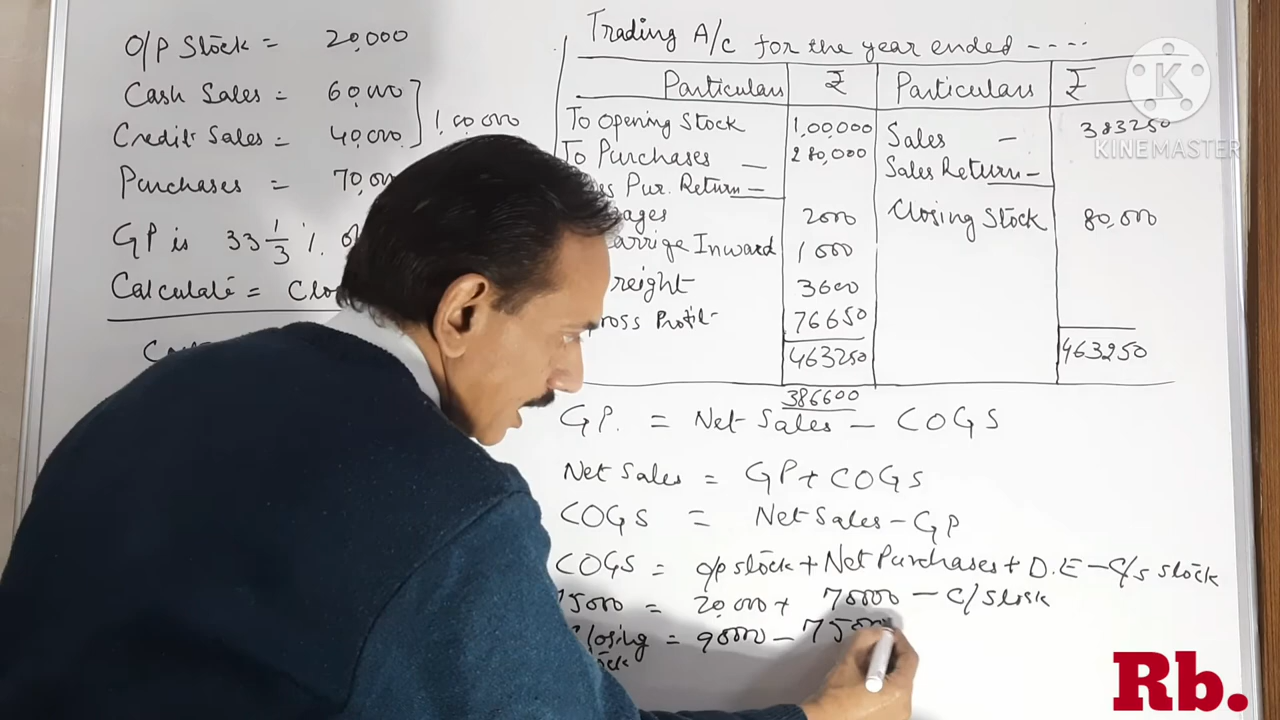 O/P Stock = 20,000
Cash Sales = 60,000
Credit Sales = 40,000
1,00,000
Purchases = 70,000
GP is 33 1/3 %
Calculate =
Trading A/c for the year ended ----
Particulars ₹ Particulars ₹
To Opening Stock 1,00,000 Sales — 383250
To Purchases — 280,000 Sales Return —
Pur. Return —
2000 Closing Stock 80,000
Inward 1000
3600
Profit 76650
463250 463250
386600
GP. = Net Sales — COGS
Net Sales = GP + COGS
COGS = Net Sales - GP
COGS = o/p stock + Net Purchases + D.E — C/s stock
= 20,000 + 70000 — C/Stock
= 90000 — 75000
K
KINEMASTER
Rb.